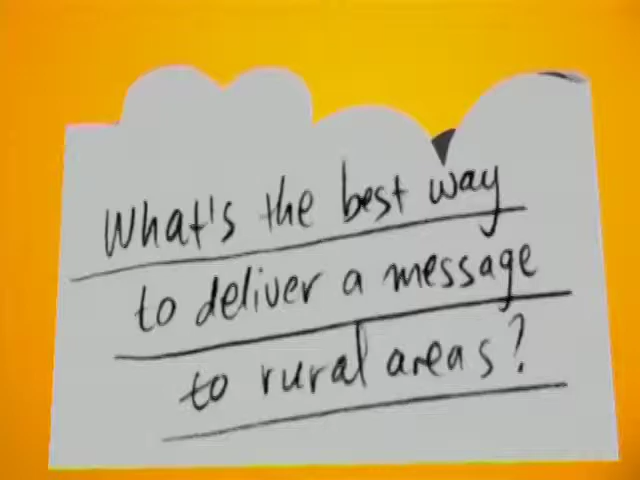 What's the best way
to deliver a message
to rural areas?